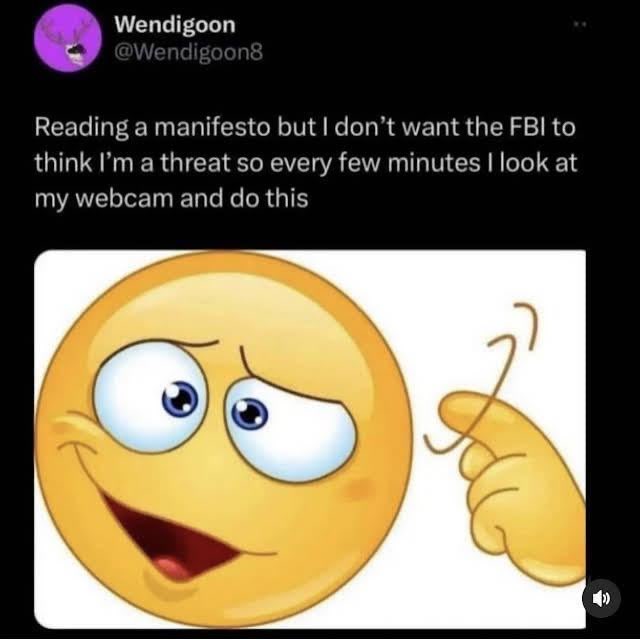 Wendigoon
@Wendigoon8
Reading a manifesto but I don’t want the FBI to
think I’m a threat so every few minutes I look at
my webcam and do this